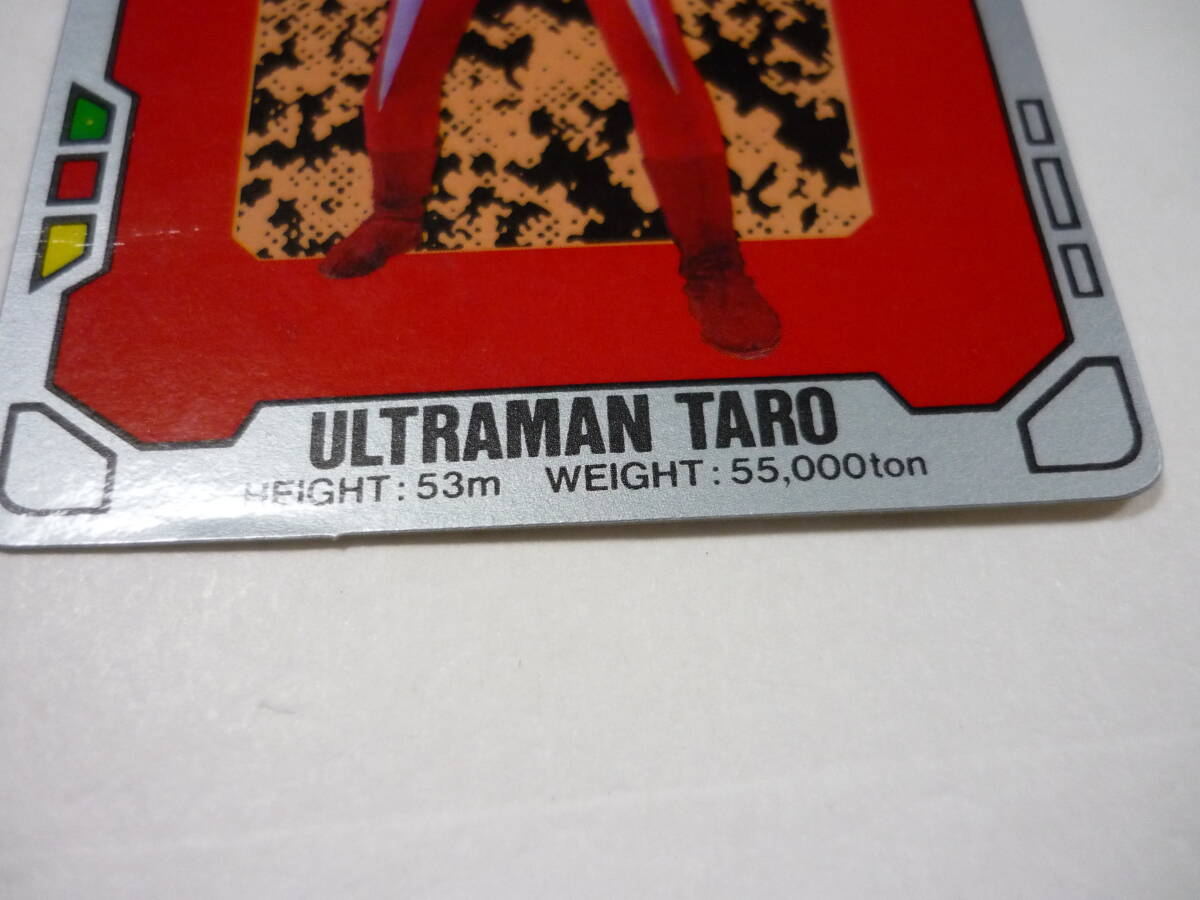 ULTRAMAN TARO
HEIGHT : 53m WEIGHT : 55,000ton